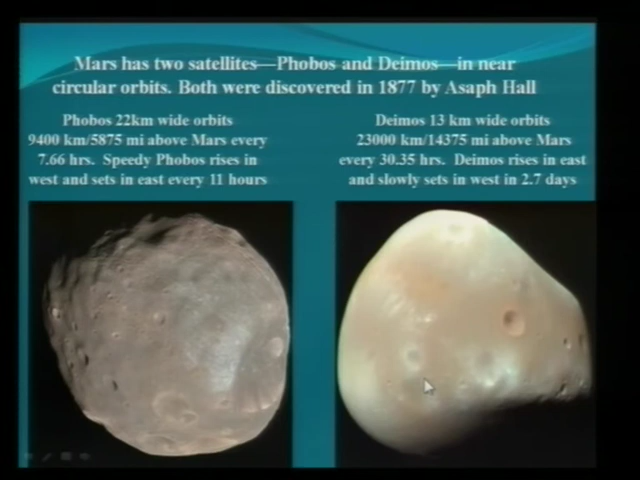 Mars has two satellites—Phobos and Deimos—in near
circular orbits. Both were discovered in 1877 by Asaph Hall
Phobos 22km wide orbits
9400 km/5875 mi above Mars every
7.66 hrs. Speedy Phobos rises in
west and sets in east every 11 hours
Deimos 13 km wide orbits
23000 km/14375 mi above Mars
every 30.35 hrs. Deimos rises in east
and slowly sets in west in 2.7 days